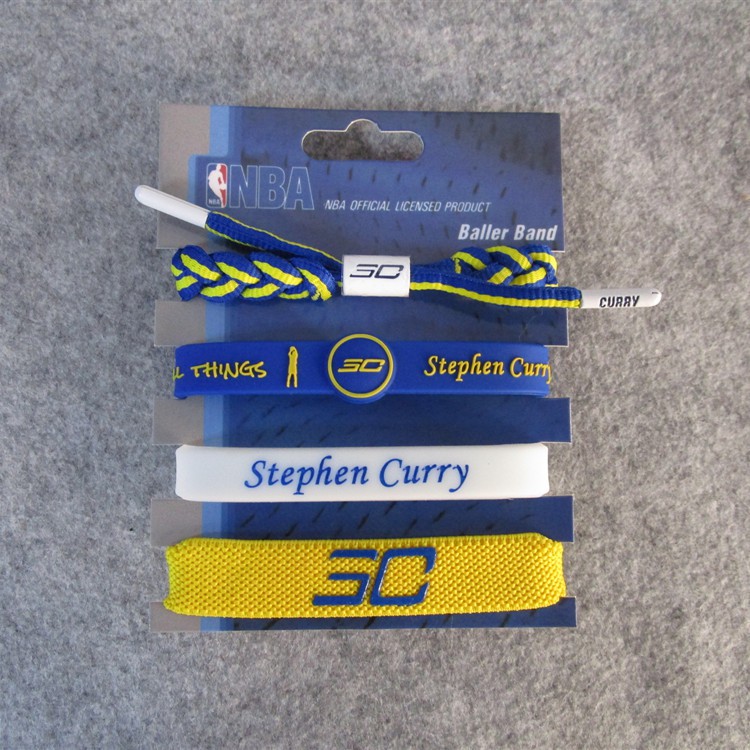 NBA
NBA
NBA OFFICIAL LICENSED PRODUCT
Baller Band
SC
CURRY
THINGS SC Stephen Curry
Stephen Curry
SC